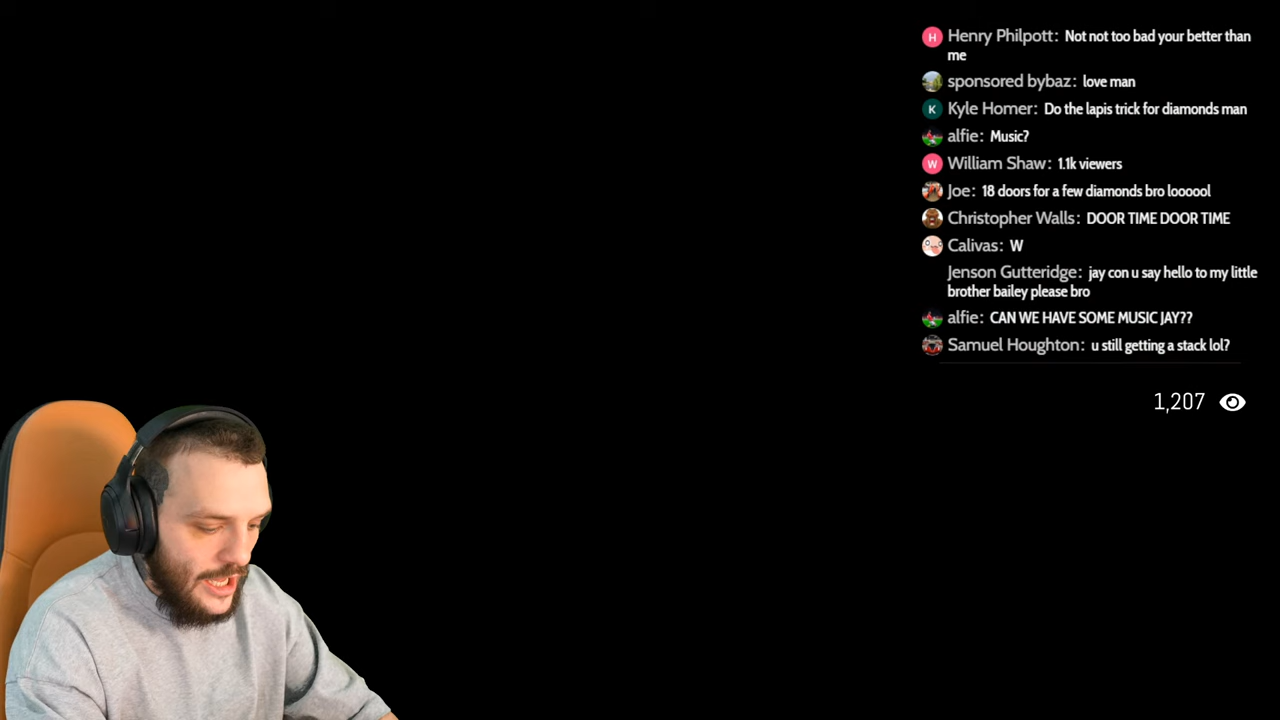 H Henry Philpott: Not not too bad your better than
me
sponsored bybaz: love man
K Kyle Homer: Do the lapis trick for diamonds man
alfie: Music?
W William Shaw: 1.1k viewers
Joe: 18 doors for a few diamonds bro loooool
Christopher Walls: DOOR TIME DOOR TIME
Calivas: W
Jenson Gutteridge: jay con u say hello to my little
brother bailey please bro
alfie: CAN WE HAVE SOME MUSIC JAY??
Samuel Houghton: u still getting a stack lol?
1,207